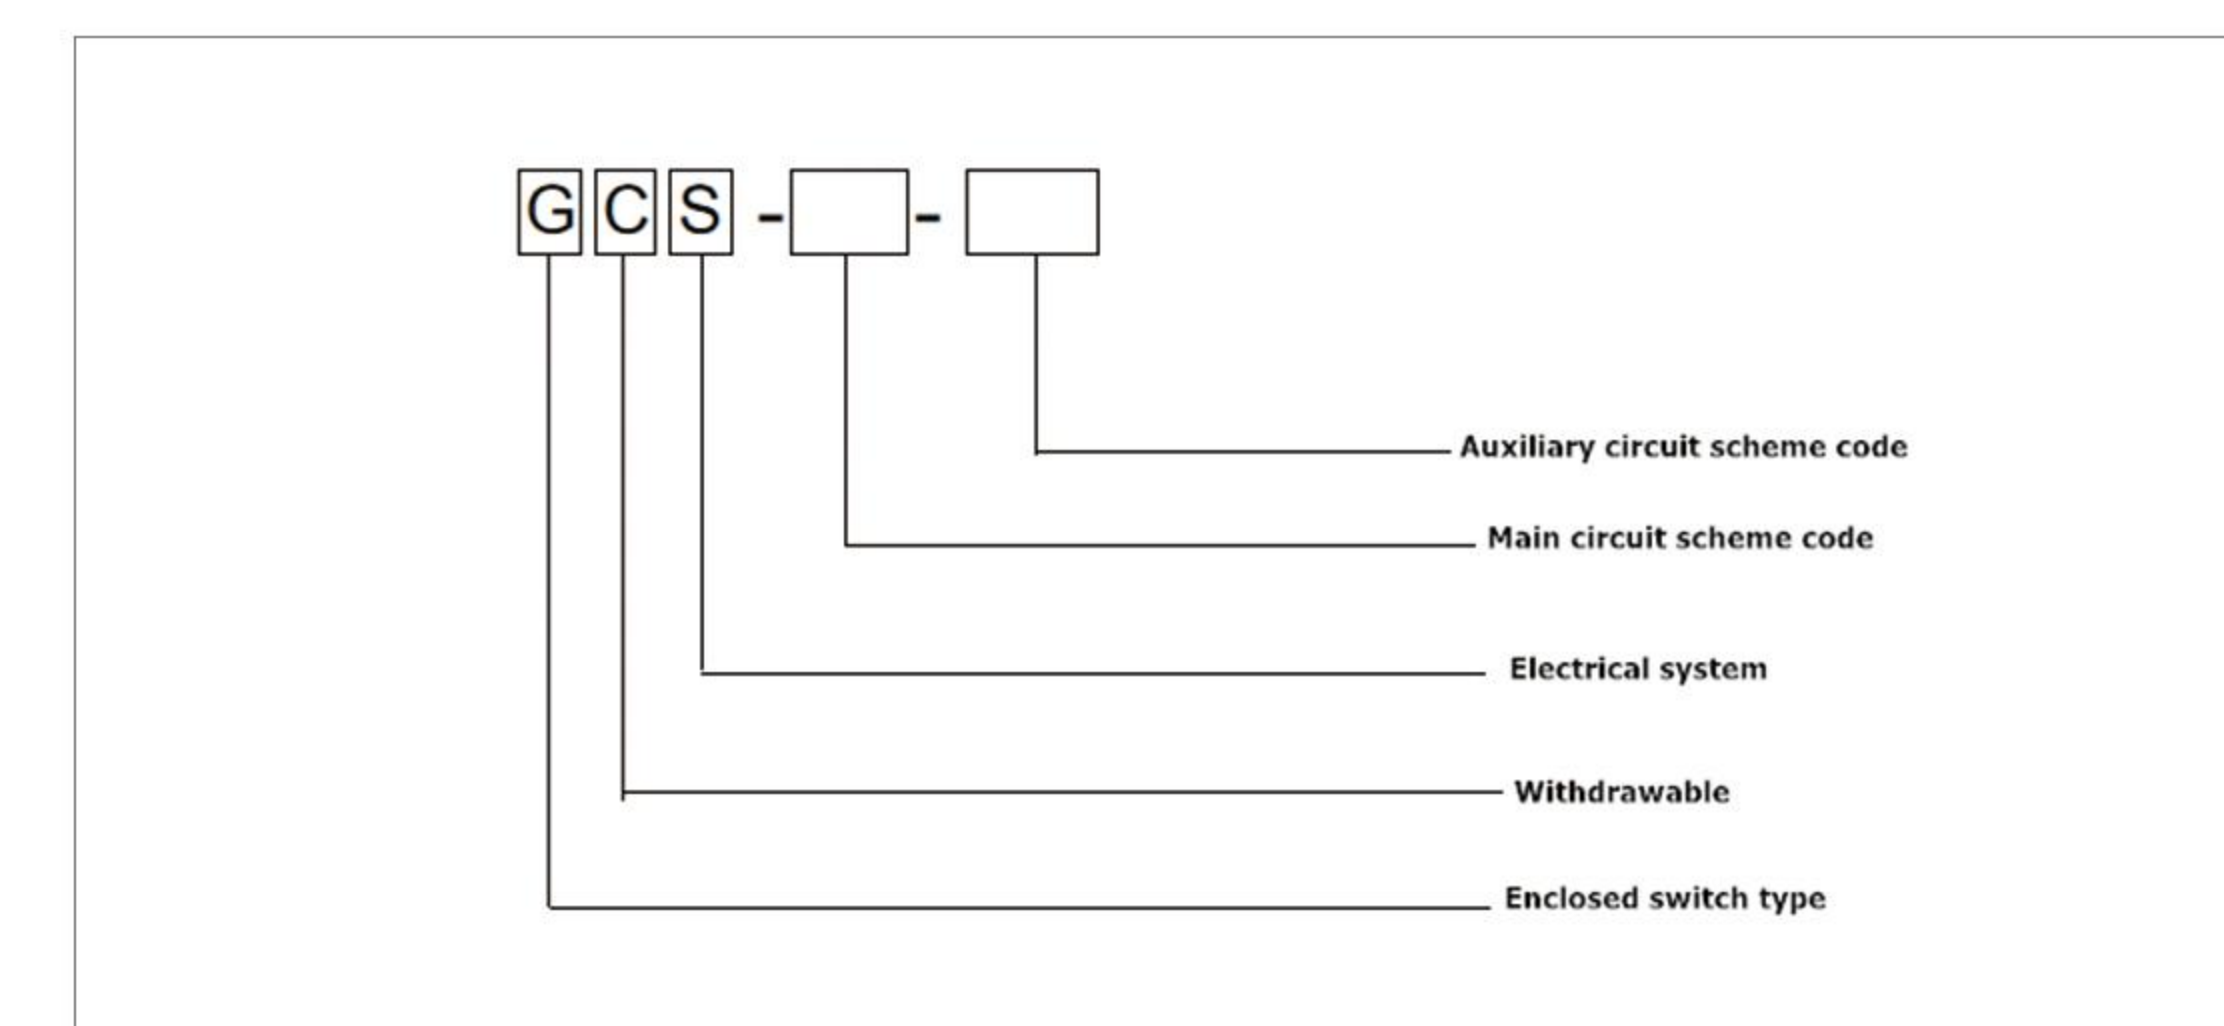 G C S - -
Auxiliary circuit scheme code
Main circuit scheme code
Electrical system
Withdrawable
Enclosed switch type